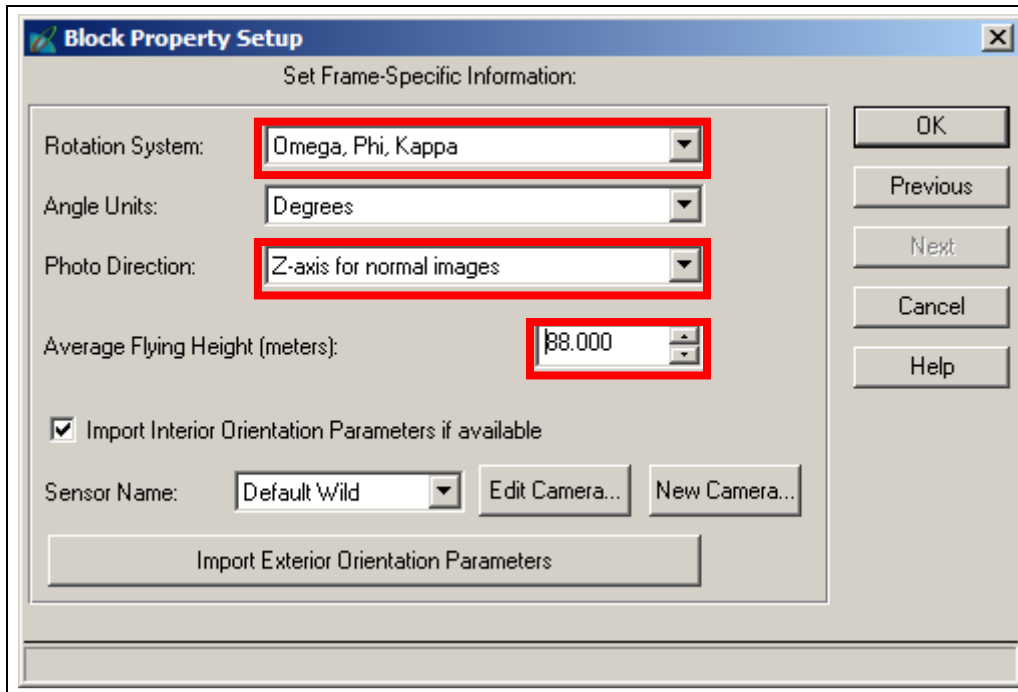 Block Property Setup
Set Frame-Specific Information:
Rotation System: Omega, Phi, Kappa
OK
Angle Units: Degrees
Previous
Photo Direction: Z-axis for normal images
Next
Cancel
Average Flying Height (meters): 88.000
Help
Import Interior Orientation Parameters if available
Sensor Name: Default Wild Edit Camera... New Camera...
Import Exterior Orientation Parameters